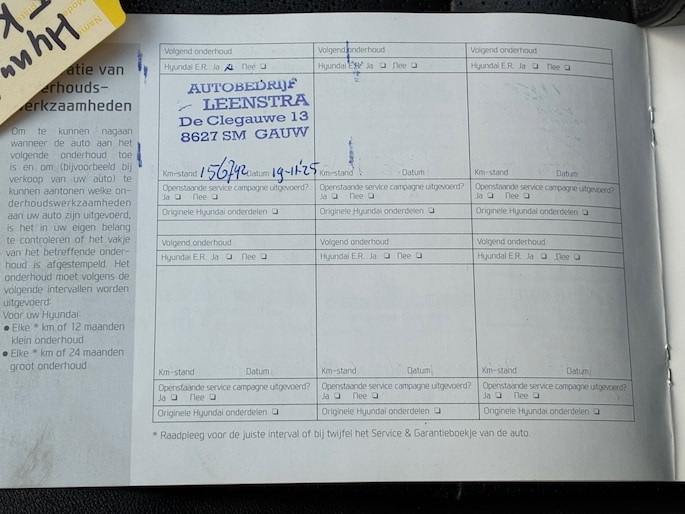 Hyun
atie van
erhouds-
erkzaamheden
Om te kunnen nagaan
wanneer de auto aan het
volgende onderhoud toe
is en om (bijvoorbeeld bij
verkoop van uw auto) te
kunnen aantonen welke on-
derhoudswerkzaamheden
aan uw auto zijn uitgevoerd,
is het in uw eigen belang
te controleren of het vakje
van het betreffende onder-
houd is afgestempeld. Het
onderhoud moet volgens de
volgende intervallen worden
uitgevoerd:
Voor uw Hyundai
● Elke * km of 12 maanden
klein onderhoud
● Elke * km of 24 maanden
groot onderhoud
Volgend onderhoud
Hyundai E.R. Ja Nee
AUTOBEDRIJF
LEENSTRA
De Clegauwe 13
8627 SM GAUW
Km-stand 156792 Datum 19-11-'25
Openstaande service campagne uitgevoerd?
Ja Nee
Originele Hyundai onderdelen
Volgend onderhoud
Hyundai E.R. Ja Nee
Km-stand Datum
Openstaande service campagne uitgevoerd?
Ja Nee
Originele Hyundai onderdelen
Volgend onderhoud
Hyundai E.R. Ja Nee
Km-stand Datum
Openstaande service campagne uitgevoerd?
Ja Nee
Originele Hyundai onderdelen
Volgend onderhoud
Hyundai E.R. Ja Nee
Km-stand Datum
Openstaande service campagne uitgevoerd?
Ja Nee
Originele Hyundai onderdelen
Volgend onderhoud
Hyundai E.R. Ja Nee
Km-stand Datum
Openstaande service campagne uitgevoerd?
Ja Nee
Originele Hyundai onderdelen
Volgend onderhoud
Hyundai E.R. Ja Nee
Km-stand Datum
Openstaande service campagne uitgevoerd?
Ja Nee
Originele Hyundai onderdelen
* Raadpleeg voor de juiste interval of bij twijfel het Service & Garantieboekje van de auto.